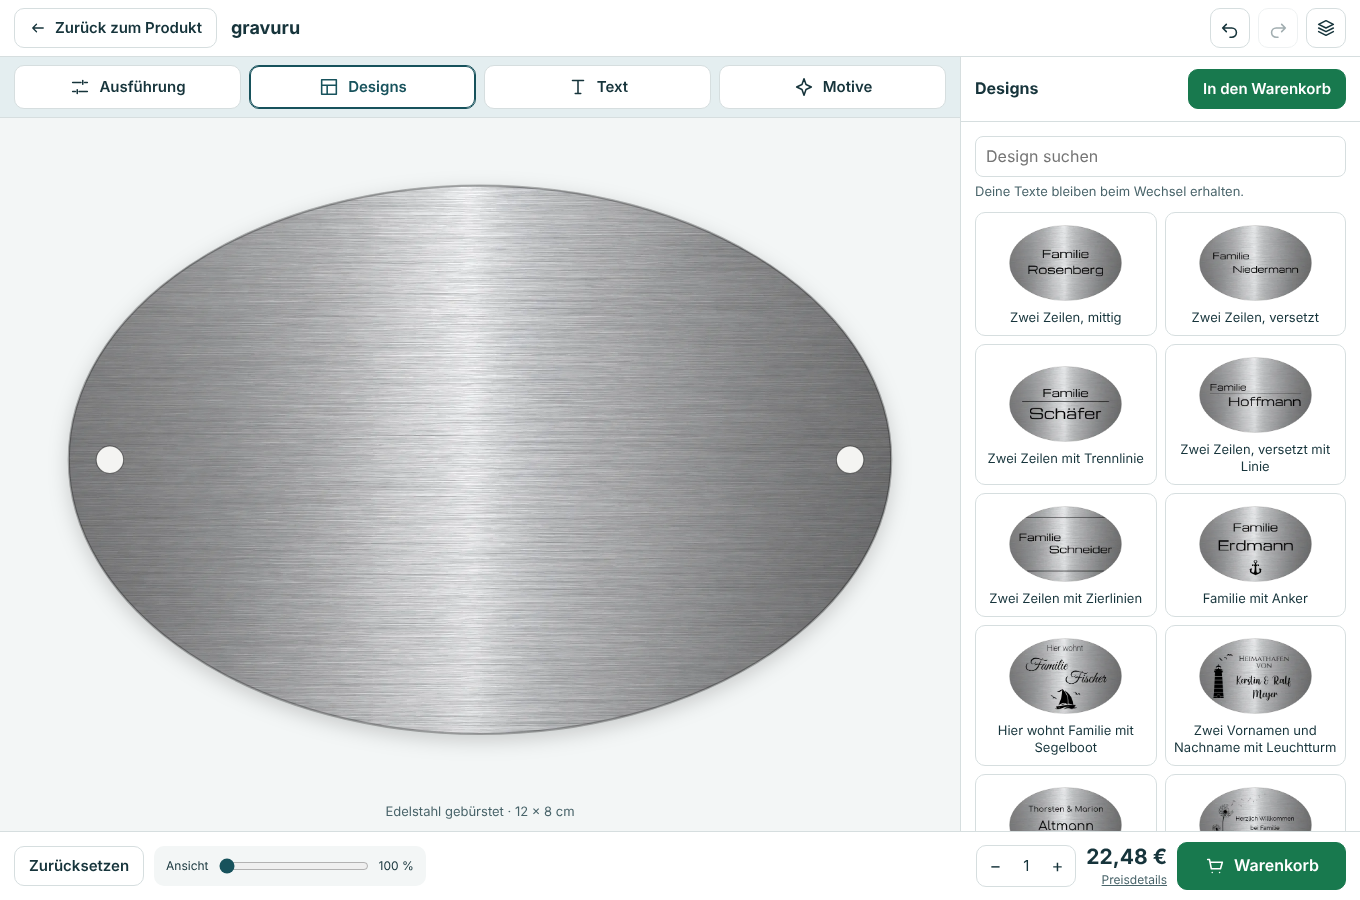 Zurück zum Produkt
gravuru
Ausführung
Designs
Text
Motive
Designs
In den Warenkorb
Design suchen
Deine Texte bleiben beim Wechsel erhalten.
Familie
Rosenberg
Zwei Zeilen, mittig
Familie
Niedermann
Zwei Zeilen, versetzt
Familie
Schäfer
Zwei Zeilen mit Trennlinie
Familie
Hoffmann
Zwei Zeilen, versetzt mit
Linie
Familie
Schneider
Zwei Zeilen mit Zierlinien
Familie
Erdmann
Familie mit Anker
Hier wohnt
Familie
Fischer
Hier wohnt Familie mit
Segelboot
Heimathafen
von
Kerstin & Ralf
Meyer
Zwei Vornamen und
Nachname mit Leuchtturm
Thorsten & Marion
Altmann
Herzlich Willkommen
bei Familie
Edelstahl gebürstet · 12 × 8 cm
Zurücksetzen
Ansicht
100 %
− 1 +
22,48 €
Preisdetails
Warenkorb